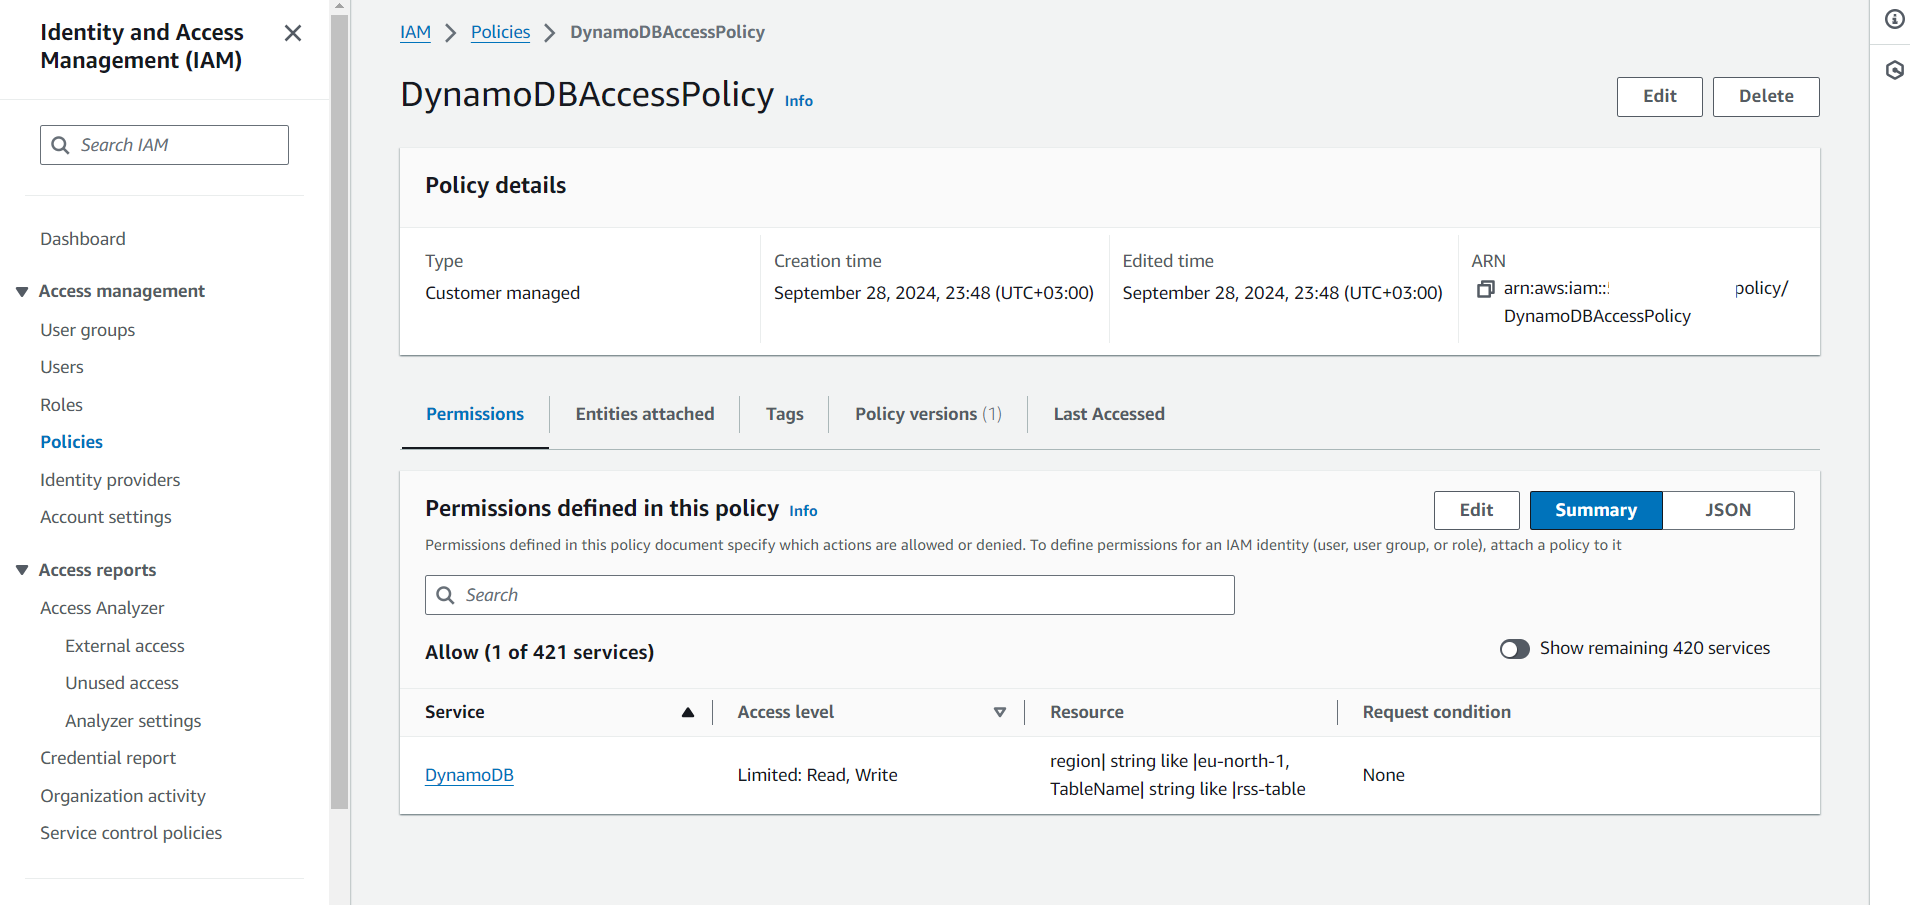 Identity and Access
Management (IAM)
Search IAM
Dashboard
Access management
User groups
Users
Roles
Policies
Identity providers
Account settings
Access reports
Access Analyzer
External access
Unused access
Analyzer settings
Credential report
Organization activity
Service control policies
IAM Policies DynamoDBAccessPolicy
DynamoDBAccessPolicy Info
Edit Delete
Policy details
Type
Customer managed
Creation time
September 28, 2024, 23:48 (UTC+03:00)
Edited time
September 28, 2024, 23:48 (UTC+03:00)
ARN
arn:aws:iam:: policy/
DynamoDBAccessPolicy
Permissions Entities attached Tags Policy versions (1) Last Accessed
Permissions defined in this policy Info
Edit Summary JSON
Permissions defined in this policy document specify which actions are allowed or denied. To define permissions for an IAM identity (user, user group, or role), attach a policy to it
Search
Allow (1 of 421 services)
Show remaining 420 services
Service Access level Resource Request condition
DynamoDB
Limited: Read, Write
region| string like |eu-north-1,
TableName| string like |rss-table
None